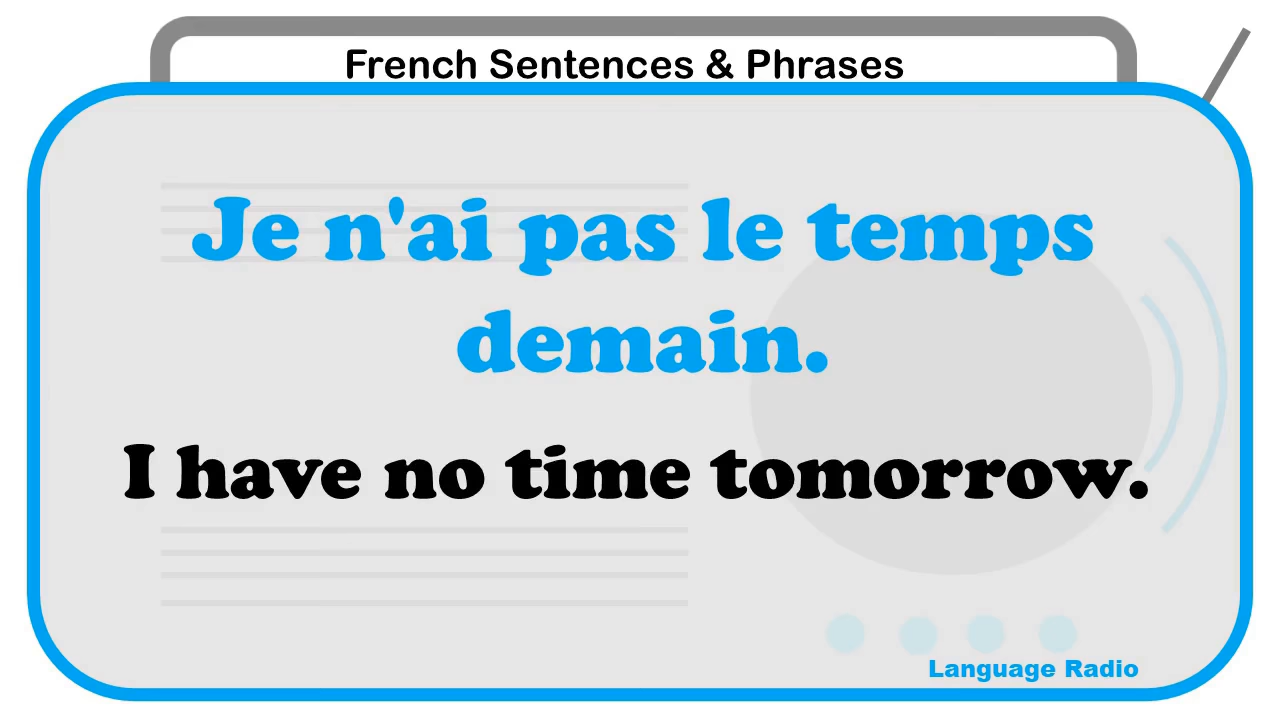 French Sentences & Phrases
Je n'ai pas le temps
demain.
I have no time tomorrow.
Language Radio